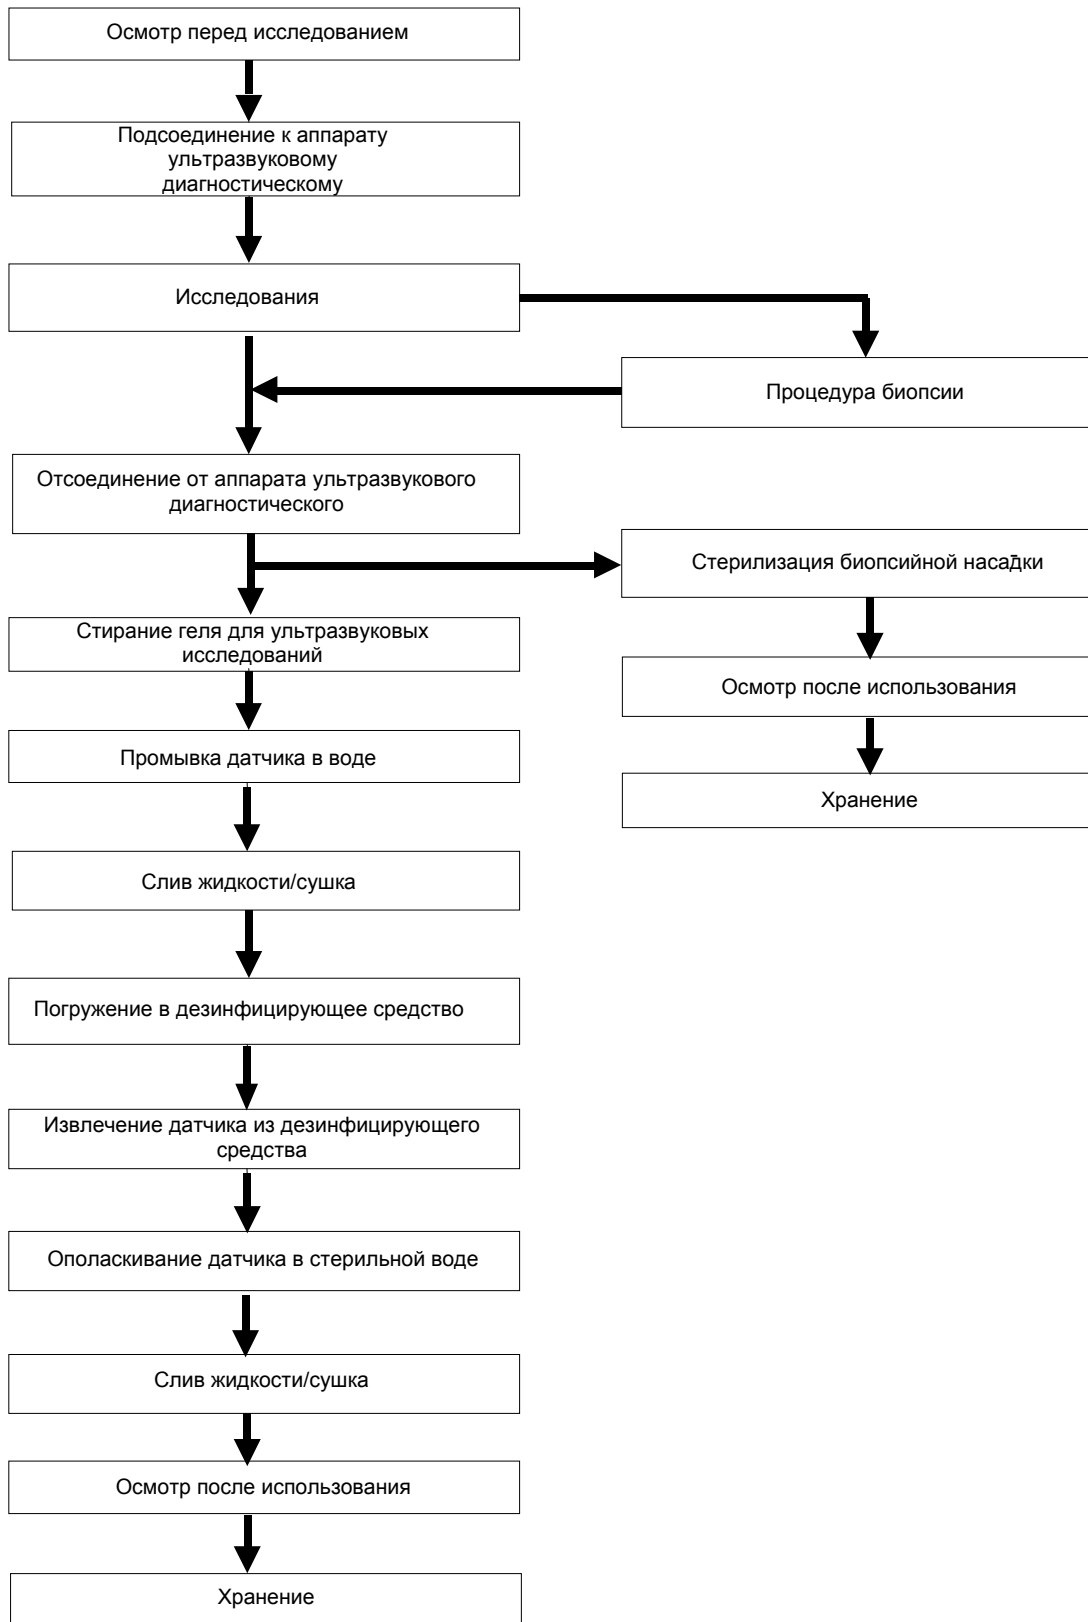 Осмотр перед исследованием
Подсоединение к аппарату
ультразвуковому
диагностическому
Исследования
Процедура биопсии
Отсоединение от аппарата ультразвукового
диагностического
Стерилизация биопсийной насадки
Стирание геля для ультразвуковых
исследований
Осмотр после использования
Промывка датчика в воде
Хранение
Слив жидкости/сушка
Погружение в дезинфицирующее средство
Извлечение датчика из дезинфицирующего
средства
Ополаскивание датчика в стерильной воде
Слив жидкости/сушка
Осмотр после использования
Хранение